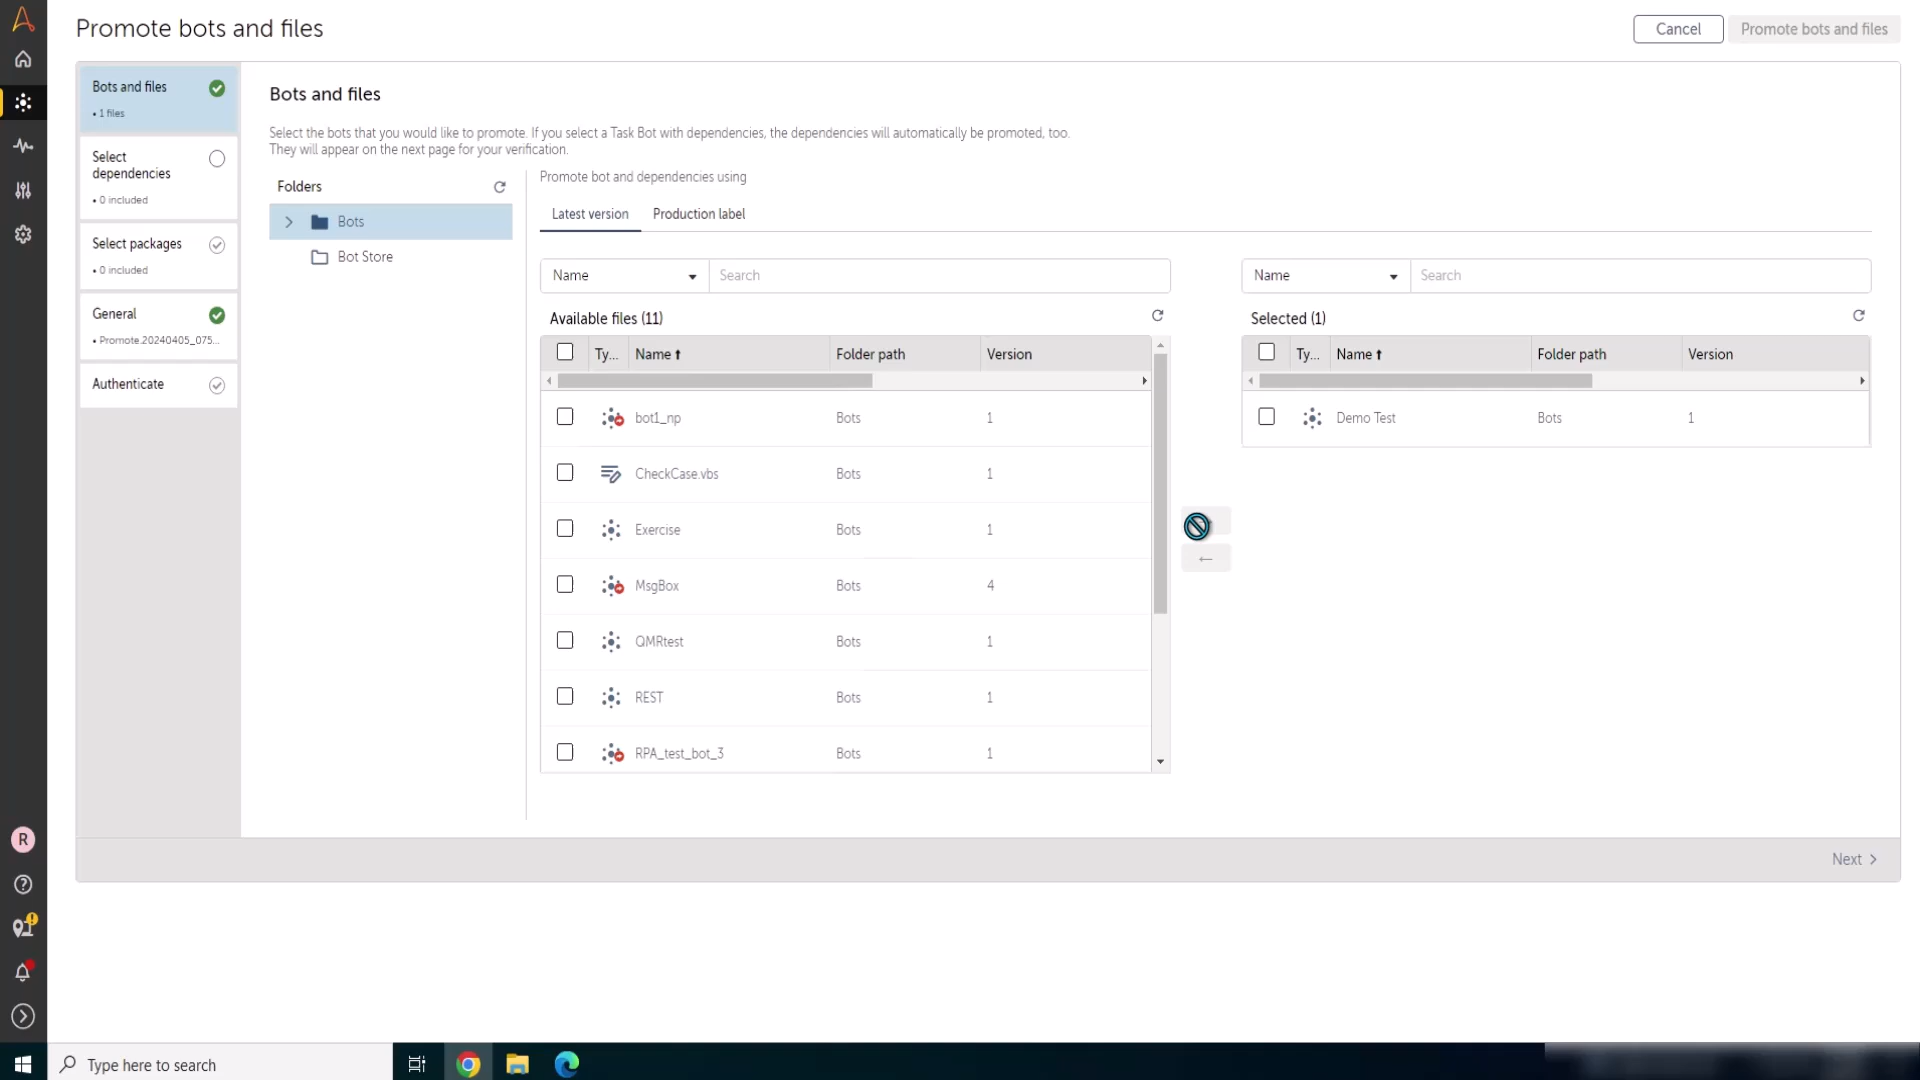 Promote bots and files
Cancel
Promote bots and files
Bots and files
• 1 files
Select
dependencies
• 0 included
Select packages
• 0 included
General
• Promote.20240405_075...
Authenticate
Bots and files
Select the bots that you would like to promote. If you select a Task Bot with dependencies, the dependencies will automatically be promoted, too.
They will appear on the next page for your verification.
Folders
Bots
Bot Store
Promote bot and dependencies using
Latest version Production label
Name Search
Available files (11)
Ty... Name Folder path Version
bot1_np Bots 1
CheckCase.vbs Bots 1
Exercise Bots 1
MsgBox Bots 4
QMRtest Bots 1
REST Bots 1
RPA_test_bot_3 Bots 1
Name Search
Selected (1)
Ty... Name Folder path Version
Demo Test Bots 1
Next
R
Type here to search